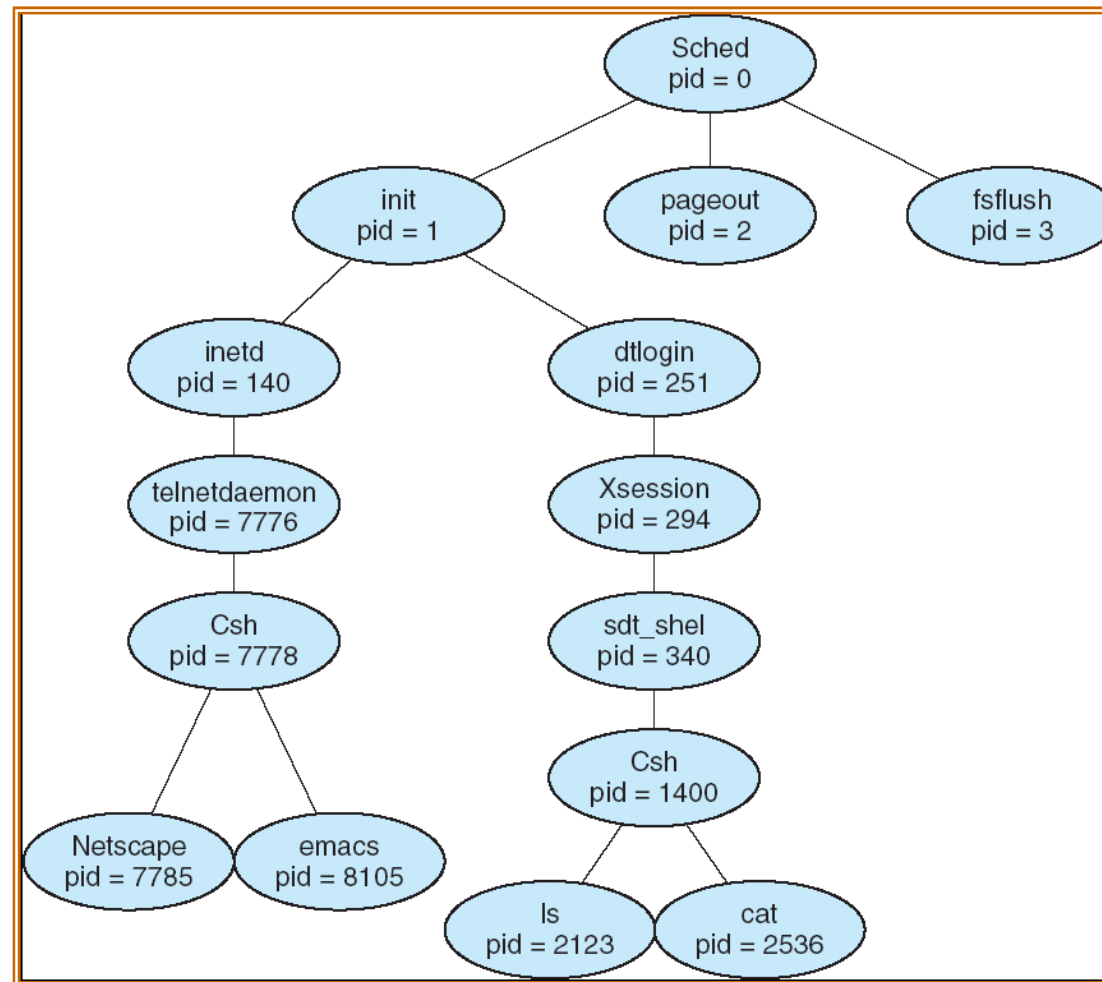 Sched
pid = 0
init
pid = 1
pageout
pid = 2
fsflush
pid = 3
inetd
pid = 140
dtlogin
pid = 251
telnetdaemon
pid = 7776
Xsession
pid = 294
Csh
pid = 7778
sdt_shel
pid = 340
Csh
pid = 1400
Netscape
pid = 7785
emacs
pid = 8105
ls
pid = 2123
cat
pid = 2536